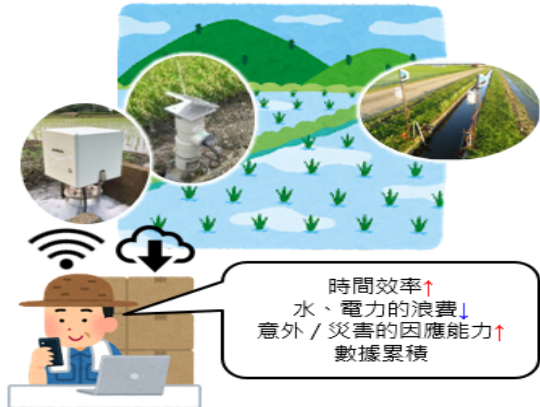 時間效率↑
水、電力的浪費↓
意外／災害的因應能力↑
數據累積